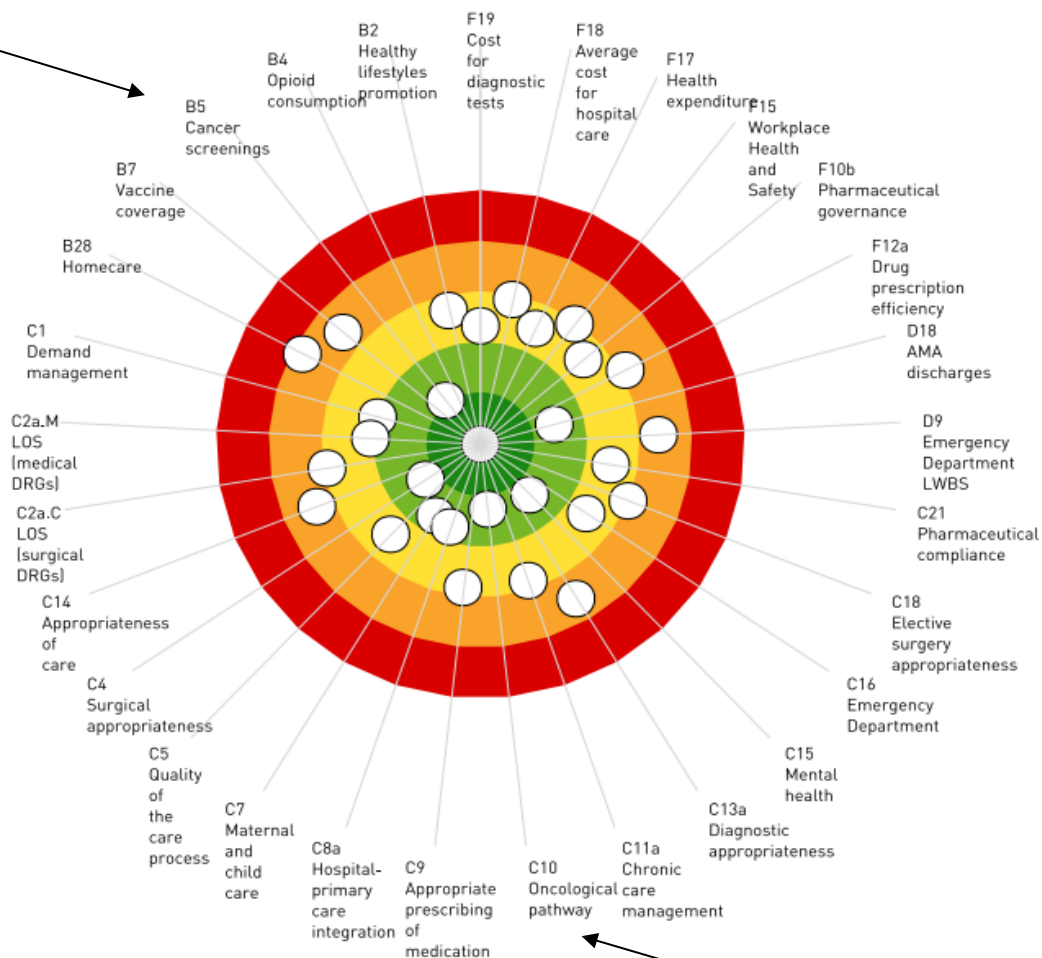 F19
Cost
for
diagnostic
tests
F18
Average
cost
for
hospital
care
F17
Health
expenditure
F15
Workplace
Health
and
Safety
F10b
Pharmaceutical
governance
F12a
Drug
prescription
efficiency
D18
AMA
discharges
D9
Emergency
Department
LWBS
C21
Pharmaceutical
compliance
C18
Elective
surgery
appropriateness
C16
Emergency
Department
C15
Mental
health
C13a
Diagnostic
appropriateness
C11a
Chronic
care
management
C10
Oncological
pathway
C9
Appropriate
prescribing
of
medication
C8a
Hospital-
primary
care
integration
C7
Maternal
and
child
care
C5
Quality
of
the
care
process
C4
Surgical
appropriateness
C14
Appropriateness
of
care
C2a.C
LOS
(surgical
DRGs)
C2a.M
LOS
(medical
DRGs)
C1
Demand
management
B28
Homecare
B7
Vaccine
coverage
B5
Cancer
screenings
B4
Opioid
consumption
B2
Healthy
lifestyles
promotion